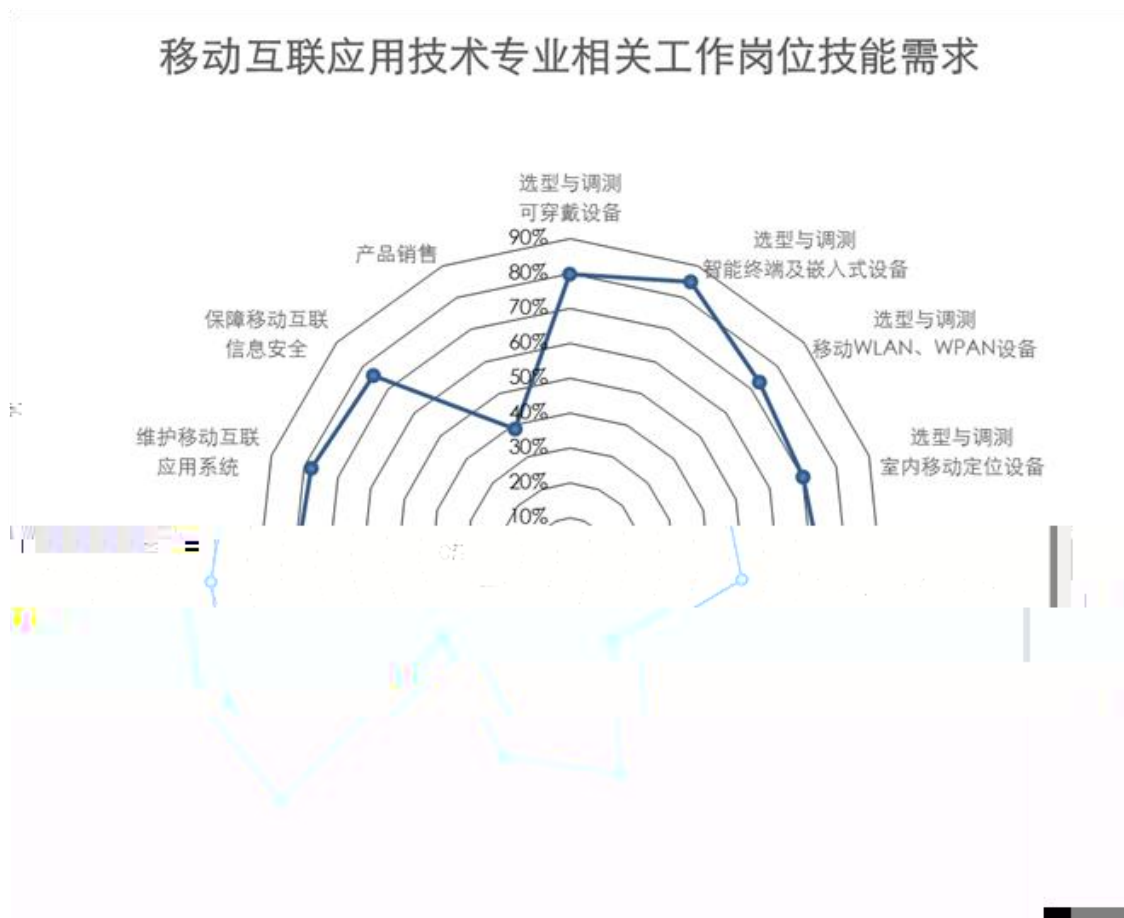 移动互联应用技术专业相关工作岗位技能需求
选型与调测
可穿戴设备
90%
80%
70%
60%
50%
40%
30%
20%
10%
选型与调测
智能终端及嵌入式设备
选型与调测
移动WLAN、WPAN设备
选型与调测
室内移动定位设备
产品销售
保障移动互联
信息安全
维护移动互联
应用系统